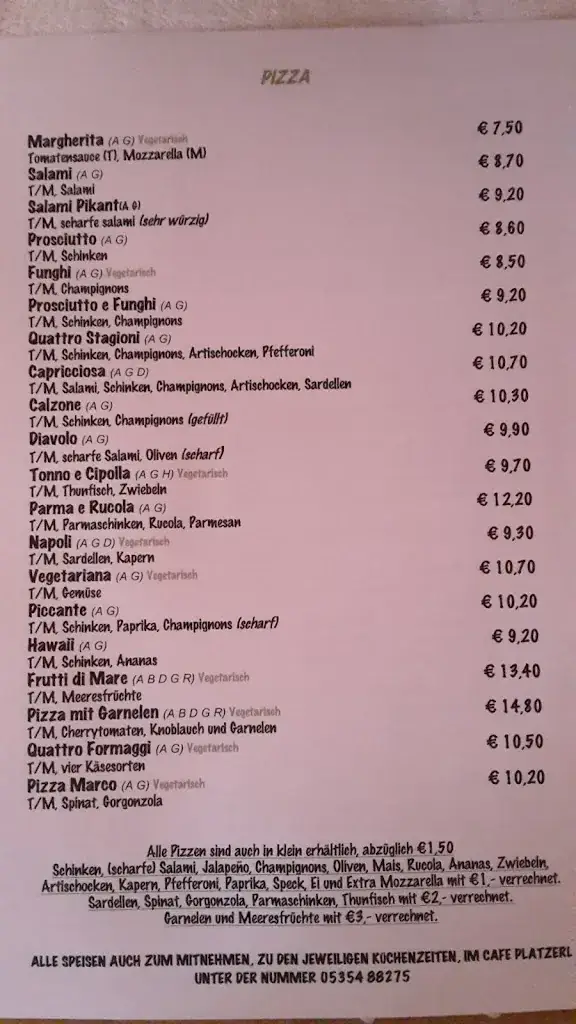 PIZZA
Margherita (A G) Vegetarisch € 7,50
Tomatensauce (T), Mozzarella (M)
Salami (A G) € 8,70
T/M, Salami
Salami Pikant(A G) € 9,20
T/M, scharfe salami (sehr würzig)
Prosciutto (A G) € 8,60
T/M, Schinken
Funghi (A G) Vegetarisch € 8,50
T/M, Champignons
Prosciutto e Funghi (A G) € 9,20
T/M, Schinken, Champignons
Quattro Stagioni (A G) € 10,20
T/M, Schinken, Champignons, Artischocken, Pfefferoni
Capricciosa (A G D) € 10,70
T/M, Salami, Schinken, Champignons, Artischocken, Sardellen
Calzone (A G) € 10,30
T/M, Schinken, Champignons (gefüllt)
Diavolo (A G) € 9,90
T/M, scharfe Salami, Oliven (scharf)
Tonno e Cipolla (A G H) Vegetarisch € 9,70
T/M, Thunfisch, Zwiebeln
Parma e Rucola (A G) € 12,20
T/M, Parmaschinken, Rucola, Parmesan
Napoli (A G D) Vegetarisch € 9,30
T/M, Sardellen, Kapern
Vegetariana (A G) Vegetarisch € 10,70
T/M, Gemüse
Piccante (A G) € 10,20
T/M, Schinken, Paprika, Champignons (scharf)
Hawaii (A G) € 9,20
T/M, Schinken, Ananas
Frutti di Mare (A B D G R) Vegetarisch € 13,40
T/M, Meeresfrüchte
Pizza mit Garnelen (A B D G R) Vegetarisch € 14,80
T/M, Cherrytomaten, Knoblauch und Garnelen
Quattro Formaggi (A G) Vegetarisch € 10,50
T/M, vier Käsesorten
Pizza Marco (A G) Vegetarisch € 10,20
T/M, Spinat, Gorgonzola
Alle Pizzen sind auch in klein erhältlich, abzüglich €1,50
Schinken, (scharfe) Salami, Jalapeño, Champignons, Oliven, Mais, Rucola, Ananas, Zwiebeln,
Artischocken, Kapern, Pfefferoni, Paprika, Speck, Ei und Extra Mozzarella mit €1,- verrechnet.
Sardellen, Spinat, Gorgonzola, Parmaschinken, Thunfisch mit €2,- verrechnet.
Garnelen und Meeresfrüchte mit €3,- verrechnet.
ALLE SPEISEN AUCH ZUM MITNEHMEN, ZU DEN JEWEILIGEN KÜCHENZEITEN, IM CAFE PLATZERL
UNTER DER NUMMER 05354 88275